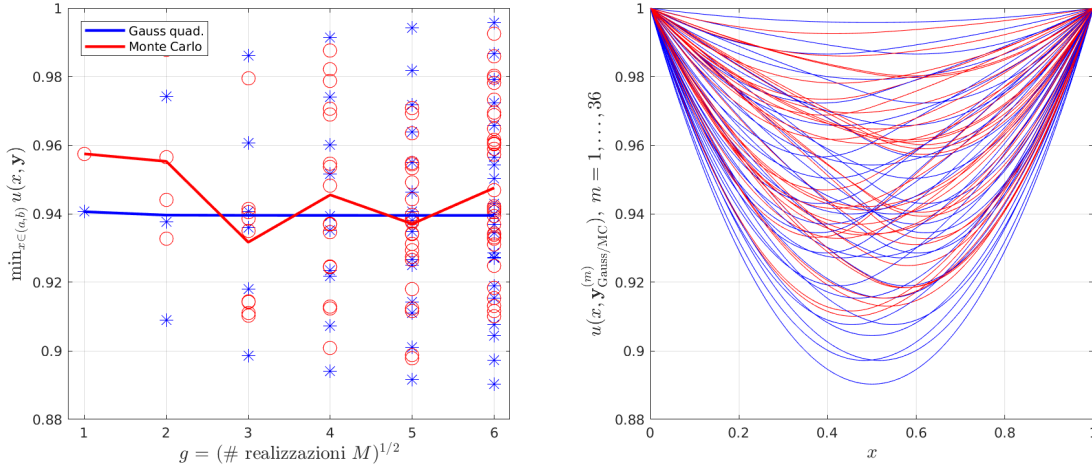 Gauss quad.
Monte Carlo
1
0.98
0.96
0.94
0.92
0.9
0.88
1 2 3 4 5 6
min_{x∈(a,b)} u(x, y)
g = (# realizzazioni M)^{1/2}
1
0.98
0.96
0.94
0.92
0.9
0.88
0 0.2 0.4 0.6 0.8 1
u(x, y^{(m)}_{Gauss/MC}), m = 1, . . . , 36
x